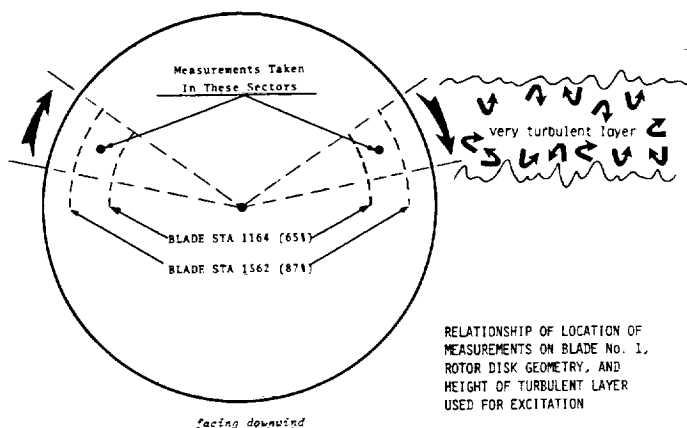 Measurements Taken
In These Sectors
very turbulent layer
BLADE STA 1164 (65%)
BLADE STA 1562 (87%)
RELATIONSHIP OF LOCATION OF
MEASUREMENTS ON BLADE No. 1,
ROTOR DISK GEOMETRY, AND
HEIGHT OF TURBULENT LAYER
USED FOR EXCITATION
facing downwind